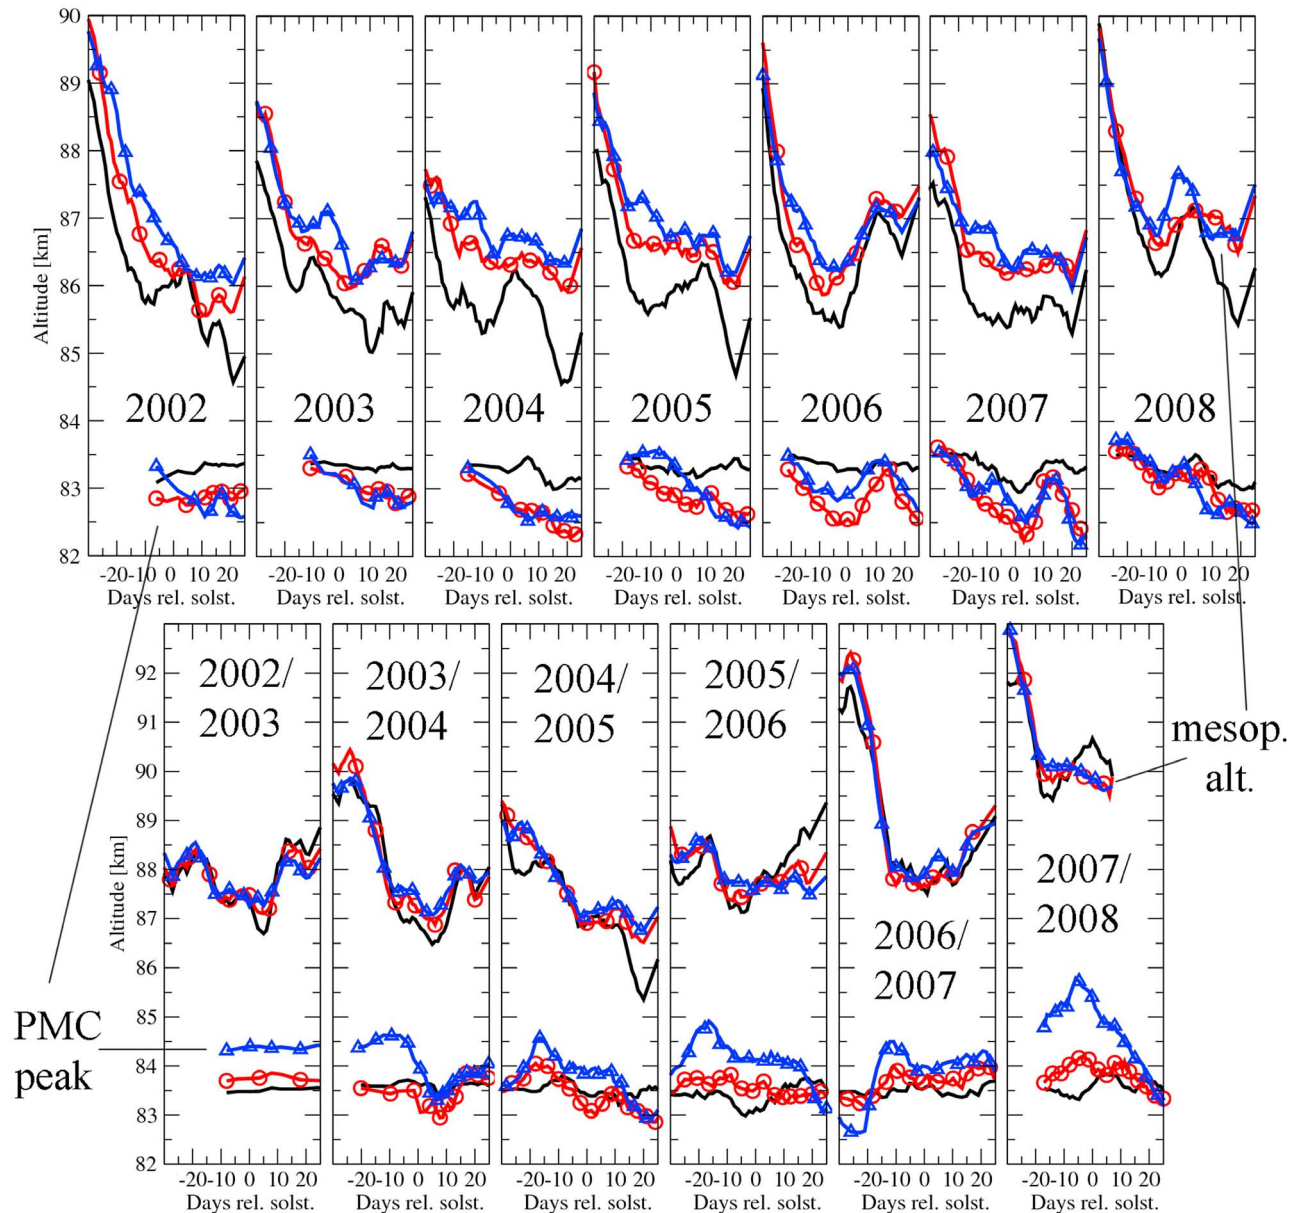 90
89
88
87
86
85
84
83
82
Altitude [km]
2002 2003 2004 2005 2006 2007 2008
-20-10 0 10 20 -20-10 0 10 20 -20-10 0 10 20 -20-10 0 10 20 -20-10 0 10 20 -20-10 0 10 20 -20-10 0 10 20
Days rel. solst. Days rel. solst. Days rel. solst. Days rel. solst. Days rel. solst. Days rel. solst. Days rel. solst.
92
91
90
89
88
87
86
85
84
83
82
Altitude [km]
2002/
2003
2003/
2004
2004/
2005
2005/
2006
2006/
2007
2007/
2008
mesop.
alt.
PMC
peak
-20-10 0 10 20 -20-10 0 10 20 -20-10 0 10 20 -20-10 0 10 20 -20-10 0 10 20 -20-10 0 10 20
Days rel. solst. Days rel. solst. Days rel. solst. Days rel. solst. Days rel. solst. Days rel. solst.